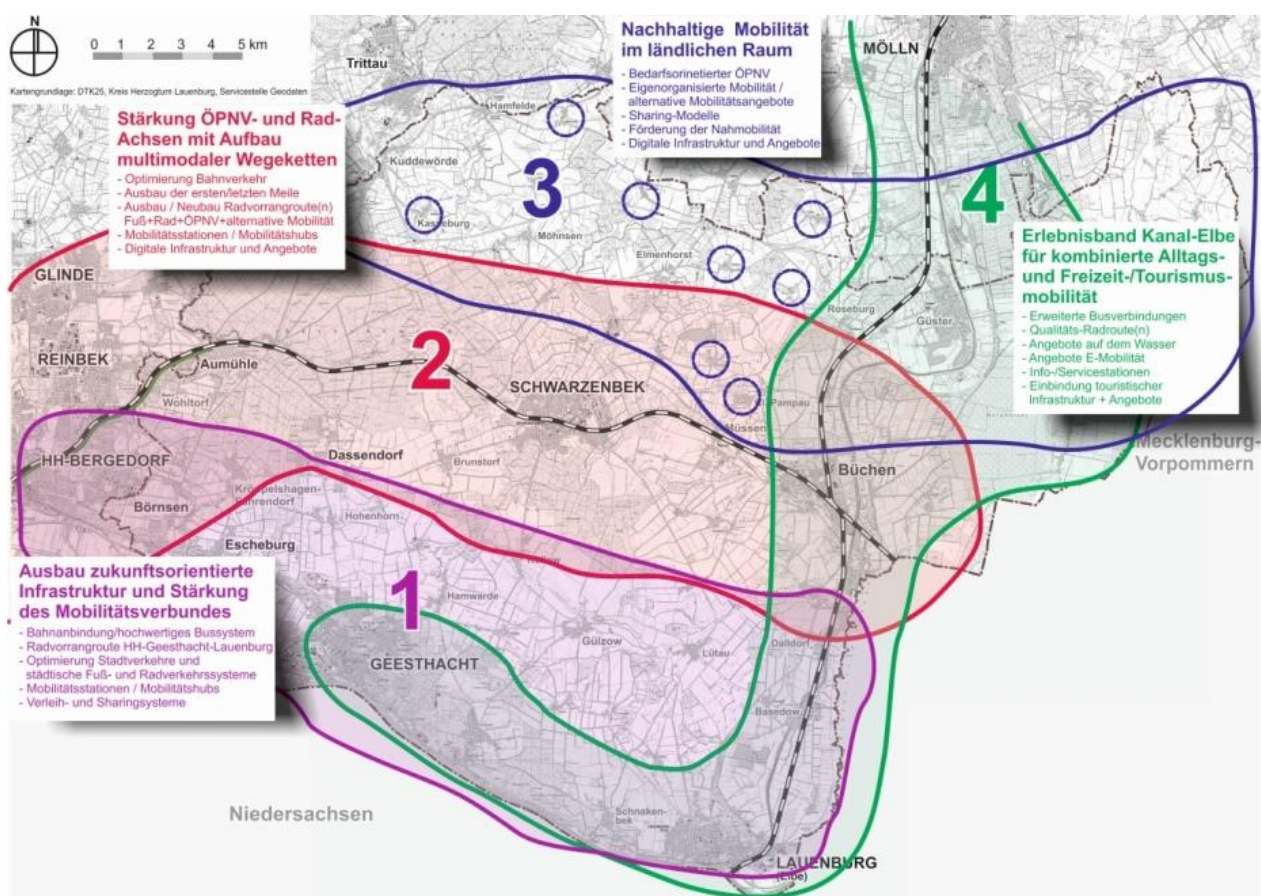 N
0 1 2 3 4 5 km
Kartengrundlage: DTK25, Kreis Herzogtum Lauenburg, Servicestelle Geodaten
Trittau
Hamfelde
Nachhaltige Mobilität
im ländlichen Raum
- Bedarfsorinetierter ÖPNV
- Eigenorganisierte Mobilität /
alternative Mobilitätsangebote
- Sharing-Modelle
- Förderung der Nahmobilität
- Digitale Infrastruktur und Angebote
MÖLLN
Stärkung ÖPNV- und Rad-
Achsen mit Aufbau
multimodaler Wegeketten
- Optimierung Bahnverkehr
- Ausbau der ersten/letzten Meile
- Ausbau / Neubau Radvorrangroute(n)
Fuß+Rad+ÖPNV+alternative Mobilität
- Mobilitätsstationen / Mobilitätshubs
- Digitale Infrastruktur und Angebote
Kuddewörde
3
Kasseburg
Möhnsen
Elmenhorst
4
Erlebnisband Kanal-Elbe
für kombinierte Alltags-
und Freizeit-/Tourismus-
mobilität
- Erweiterte Busverbindungen
- Qualitäts-Radroute(n)
- Angebote auf dem Wasser
- Angebote E-Mobilität
- Info-/Servicestationen
- Einbindung touristischer
Infrastruktur + Angebote
GLINDE
Roseburg
Güster
REINBEK
Aumühle
2
SCHWARZENBEK
Wohltorf
Pampau
Müssen
Mecklenburg-
Vorpommern
HH-BERGEDORF
Dassendorf
Brunstorf
Büchen
Kröppelshagen-
Fahrendorf
Börnsen
Hohenhorn
Escheburg
Ausbau zukunftsorientierte
Infrastruktur und Stärkung
des Mobilitätsverbundes
- Bahnanbindung/hochwertiges Bussystem
- Radvorrangroute HH-Geesthacht-Lauenburg
- Optimierung Stadtverkehre und
städtische Fuß- und Radverkehrssysteme
- Mobilitätsstationen / Mobilitätshubs
- Verleih- und Sharingsysteme
1
Hamwarde
Gülzow
Lütau
Dalldorf
GEESTHACHT
Basedow
Niedersachsen
Schnaken-
bek
LAUENBURG
(Elbe)